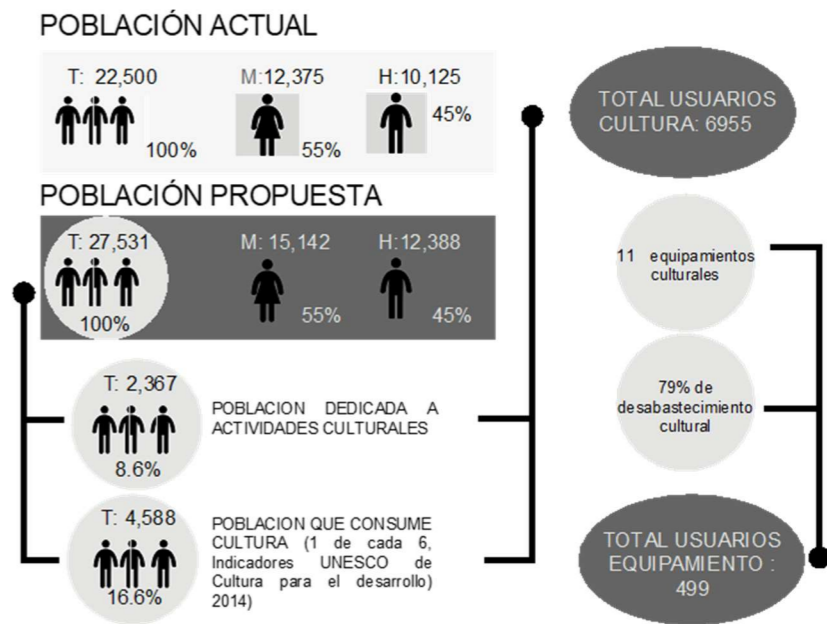 POBLACIÓN ACTUAL
T: 22,500
100%
M:12,375
55%
H:10,125
45%
POBLACIÓN PROPUESTA
T: 27,531
100%
M: 15,142
55%
H:12,388
45%
T: 2,367
8.6%
POBLACION DEDICADA A
ACTIVIDADES CULTURALES
T: 4,588
16.6%
POBLACION QUE CONSUME
CULTURA (1 de cada 6,
Indicadores UNESCO de
Cultura para el desarrollo)
2014)
TOTAL USUARIOS
CULTURA: 6955
11 equipamientos
culturales
79% de
desabastecimiento
cultural
TOTAL USUARIOS
EQUIPAMIENTO :
499